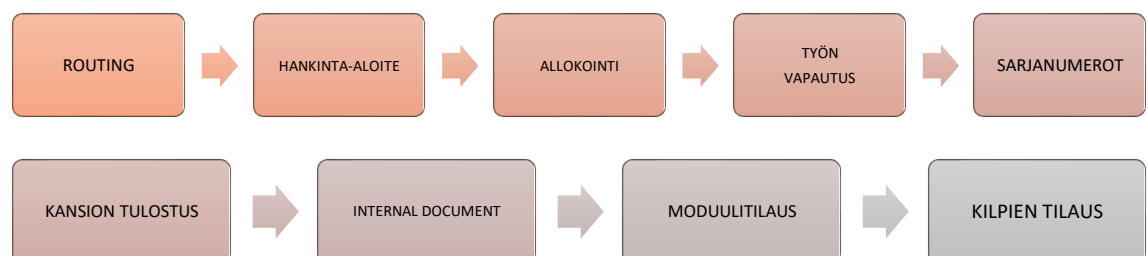 ROUTING
HANKINTA-ALOITE
ALLOKOINTI
TYÖN
VAPAUTUS
SARJANUMEROT
KANSION TULOSTUS
INTERNAL DOCUMENT
MODUULITILAUS
KILPIEN TILAUS